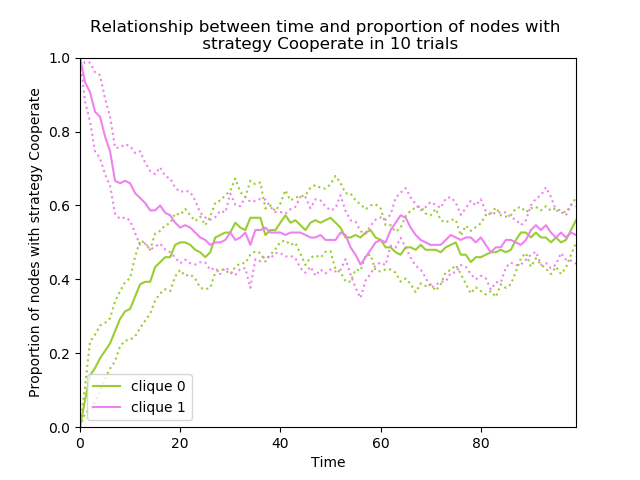 Relationship between time and proportion of nodes with
strategy Cooperate in 10 trials
Proportion of nodes with strategy Cooperate
1.0
0.8
0.6
0.4
0.2
0.0
clique 0
clique 1
0 20 40 60 80
Time